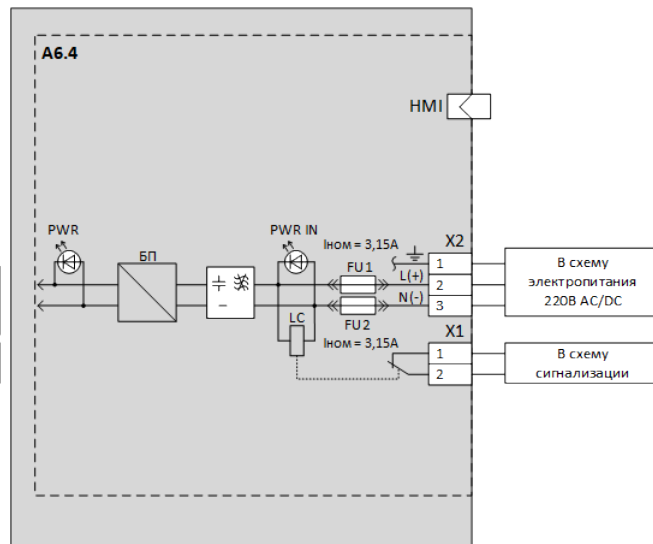 A6.4
HMI
PWR
БП
PWR IN
Iном = 3,15А
FU1
FU2
LC
Iном = 3,15А
L(+)
N(-)
X2
1
2
3
X1
1
2
В схему
электропитания
220В AC/DC
В схему
сигнализации